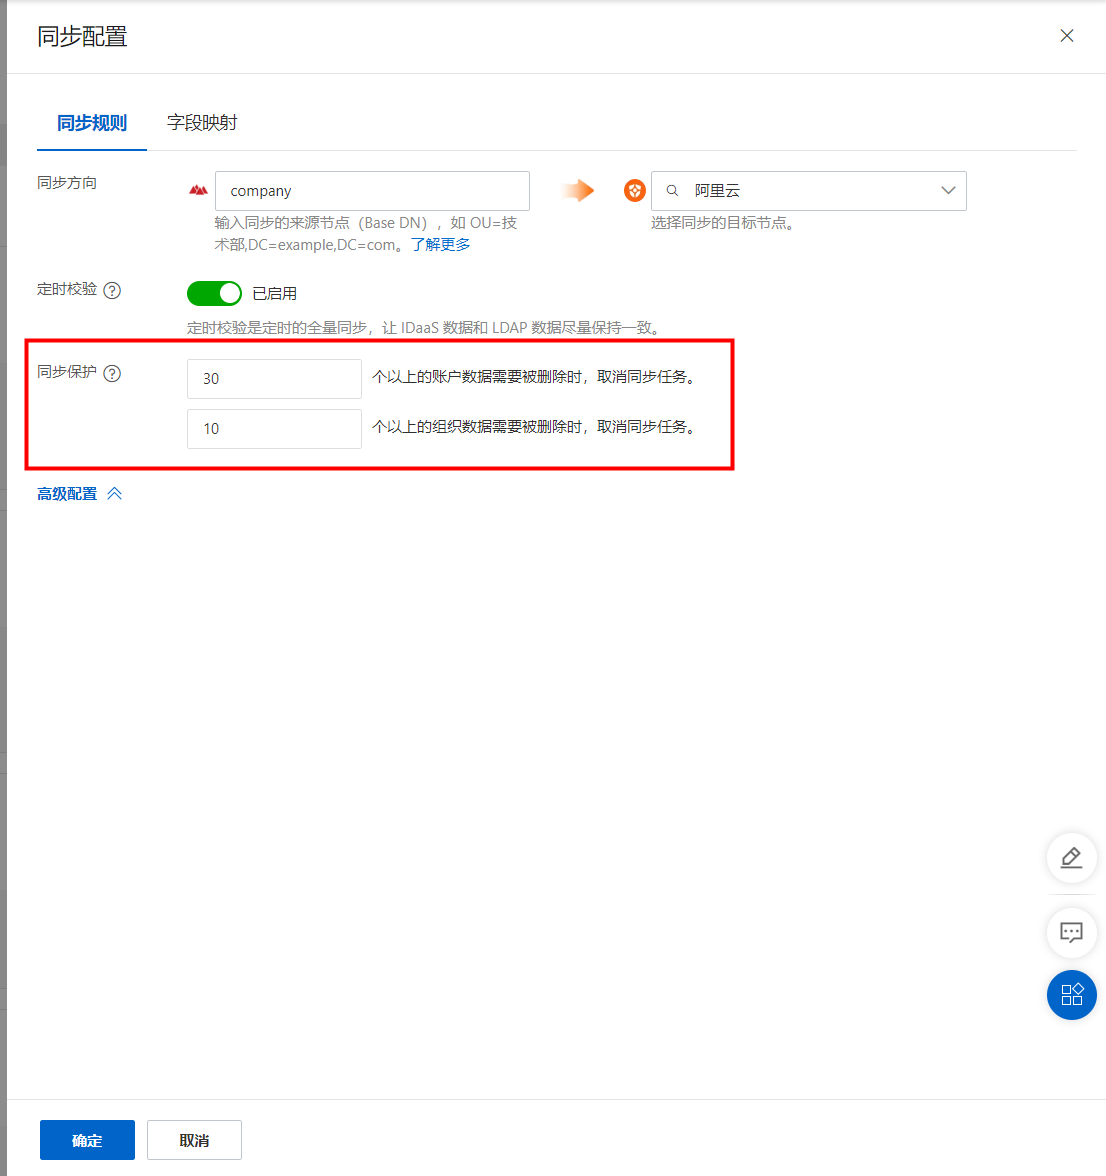 同步配置
同步规则
字段映射
同步方向
company
阿里云
输入同步的来源节点（Base DN），如 OU=技
术部,DC=example,DC=com。了解更多
选择同步的目标节点。
定时校验 ?
已启用
定时校验是定时的全量同步，让 IDaaS 数据和 LDAP 数据尽量保持一致。
同步保护 ?
30 个以上的账户数据需要被删除时，取消同步任务。
10 个以上的组织数据需要被删除时，取消同步任务。
高级配置
确定
取消